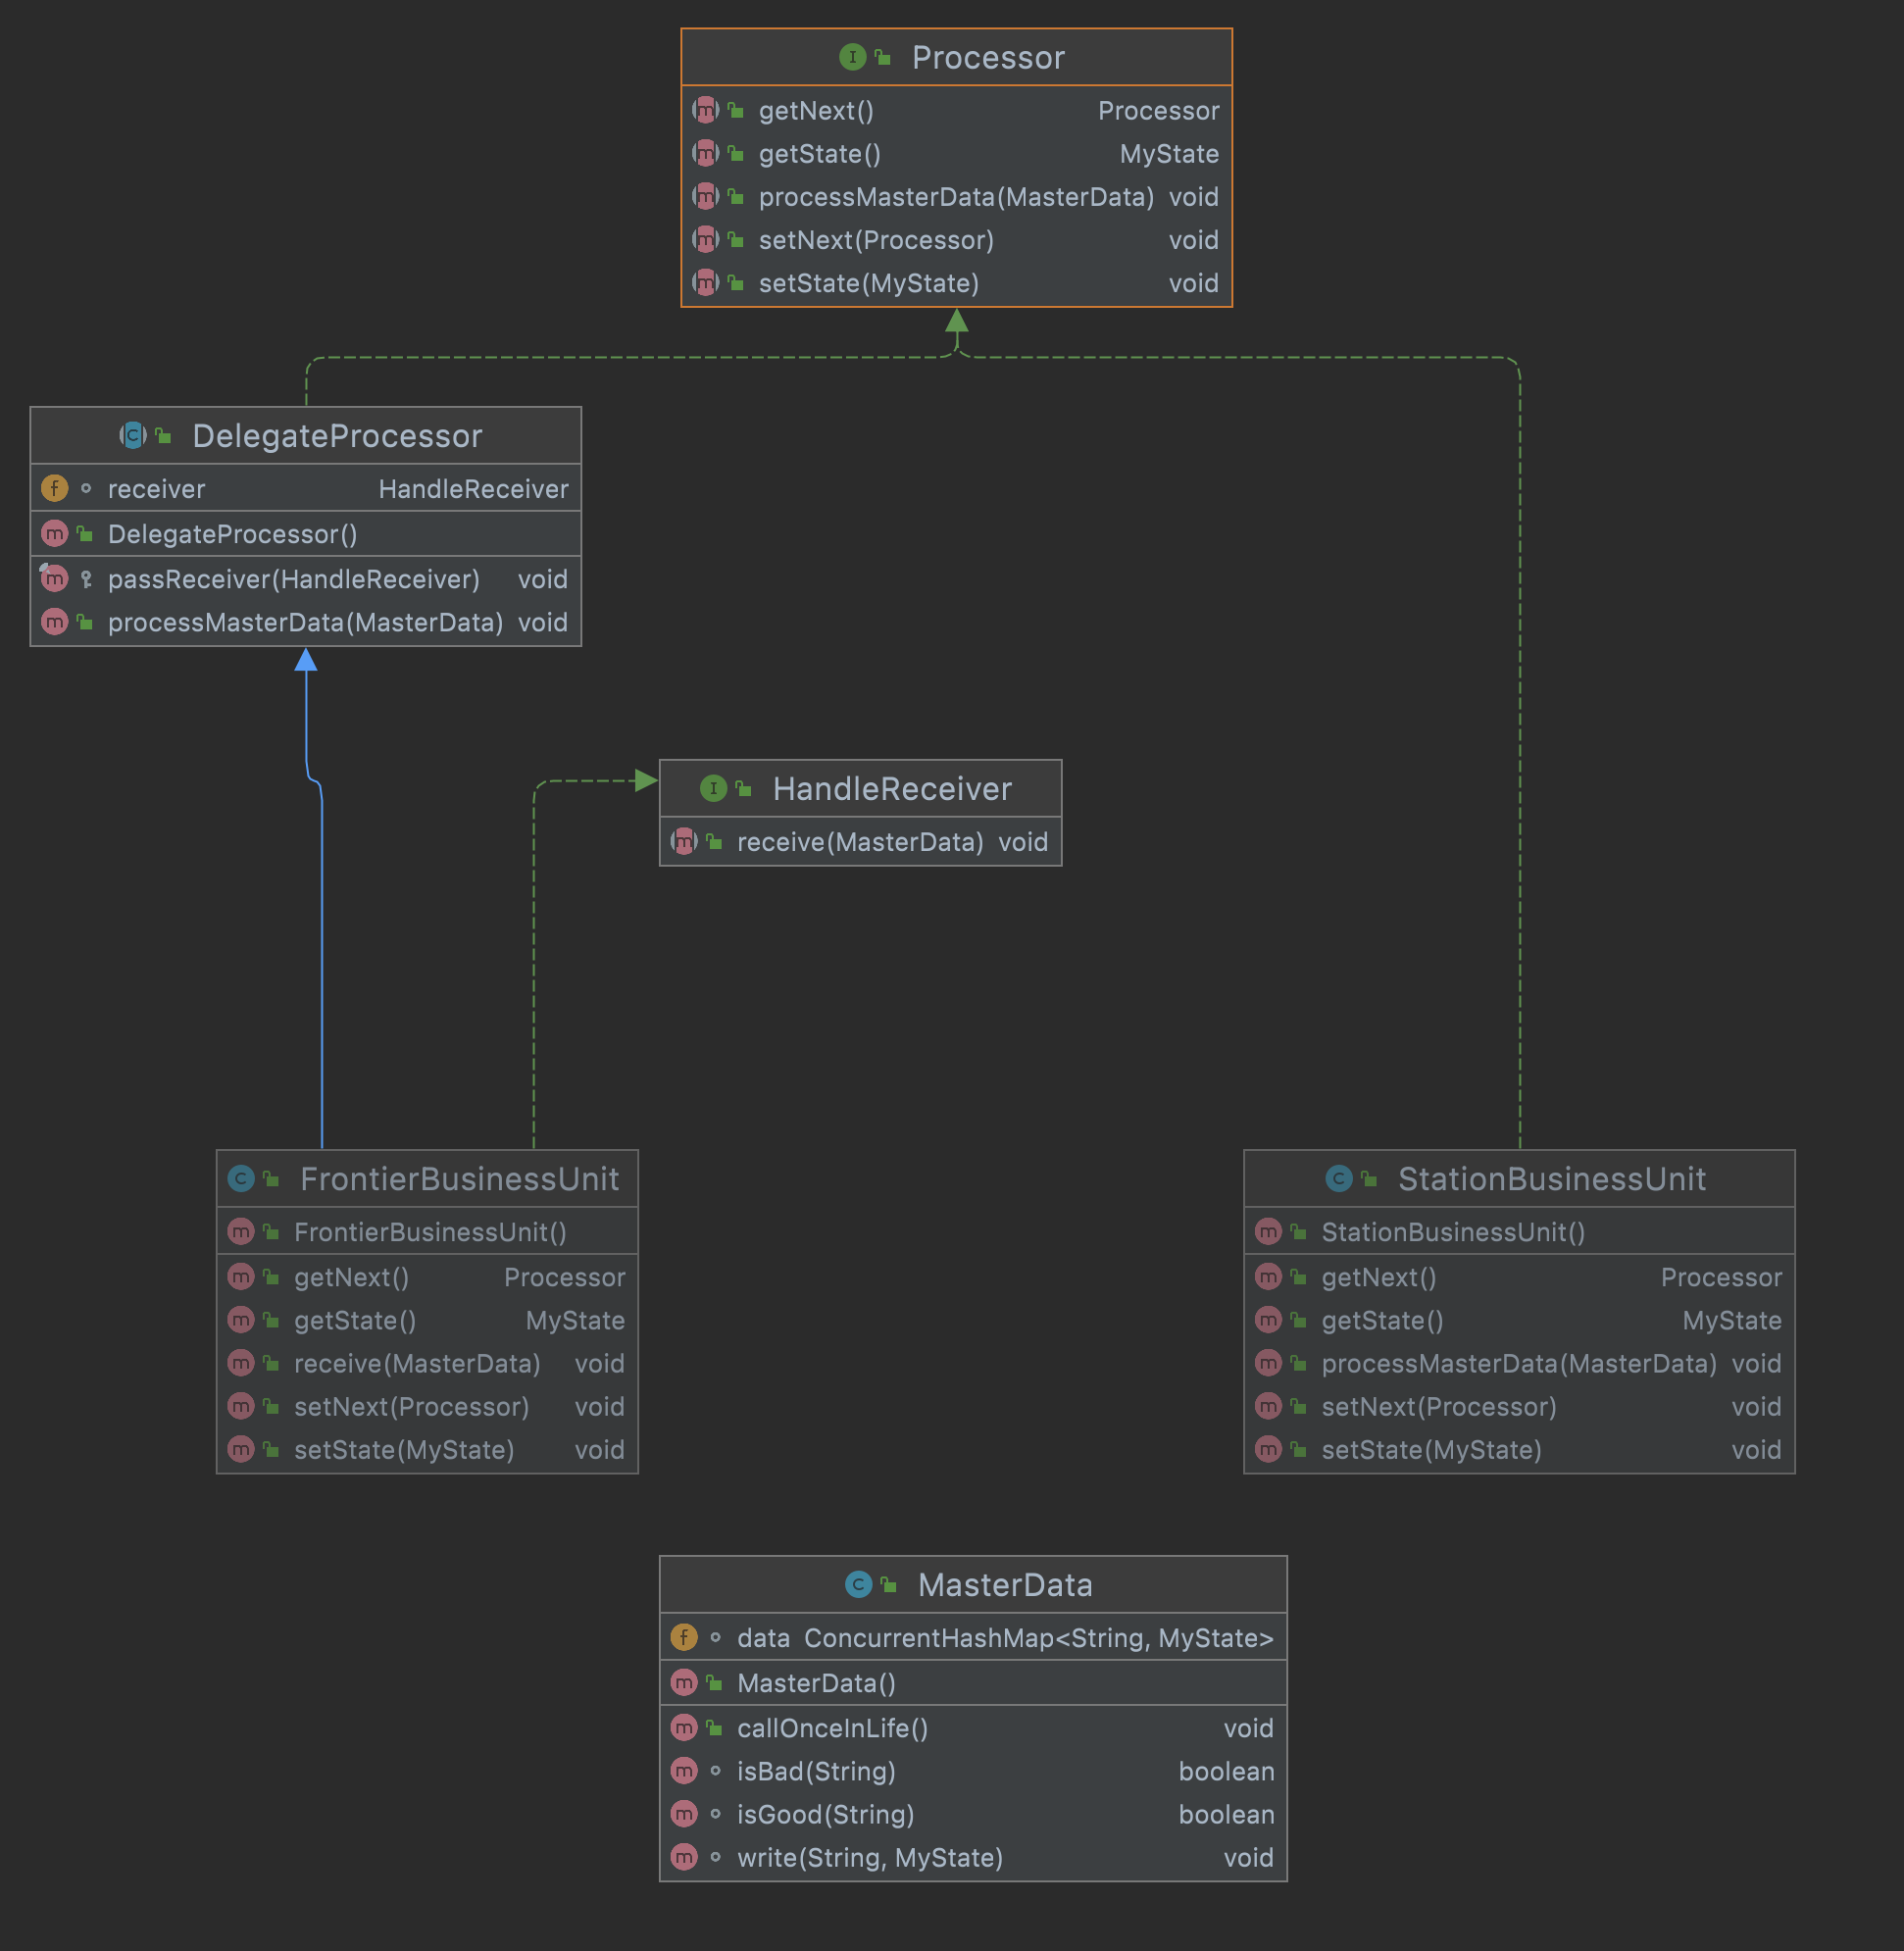 Processor
getNext() Processor
getState() MyState
processMasterData(MasterData) void
setNext(Processor) void
setState(MyState) void
DelegateProcessor
receiver HandleReceiver
DelegateProcessor()
passReceiver(HandleReceiver) void
processMasterData(MasterData) void
HandleReceiver
receive(MasterData) void
FrontierBusinessUnit
FrontierBusinessUnit()
getNext() Processor
getState() MyState
receive(MasterData) void
setNext(Processor) void
setState(MyState) void
StationBusinessUnit
StationBusinessUnit()
getNext() Processor
getState() MyState
processMasterData(MasterData) void
setNext(Processor) void
setState(MyState) void
MasterData
data ConcurrentHashMap<String, MyState>
MasterData()
callOnceInLife() void
isBad(String) boolean
isGood(String) boolean
write(String, MyState) void